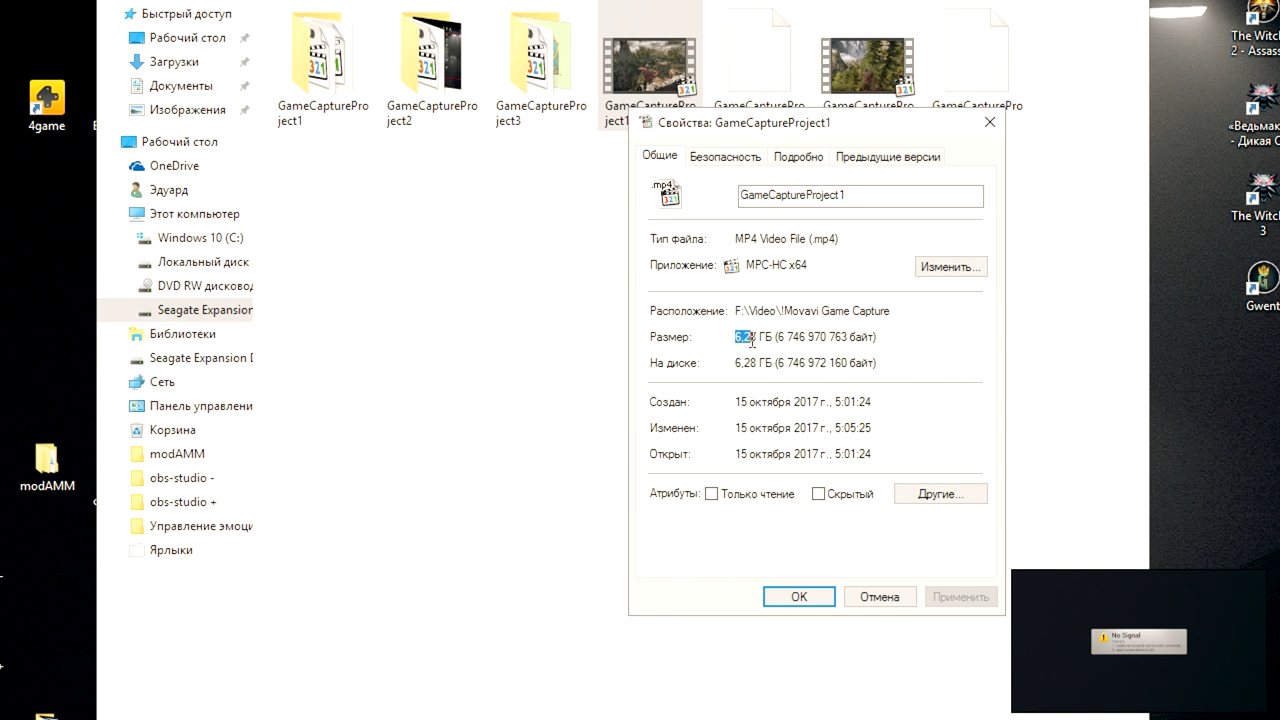 Быстрый доступ
Рабочий стол
Загрузки
Документы
Изображения
Рабочий стол
OneDrive
Эдуард
Этот компьютер
Windows 10 (C:)
Локальный диск
DVD RW дисковод
Seagate Expansion
Библиотеки
Seagate Expansion D
Сеть
Панель управлени
Корзина
modAMM
obs-studio -
obs-studio +
Управление эмоци
Ярлыки
4game
modAMM
GameCapturePro
ject1
GameCapturePro
ject2
GameCapturePro
ject3
GameCapturePro
ject1
GameCapturePro
GameCapturePro
GameCapturePro
Свойства: GameCaptureProject1
Общие
Безопасность
Подробно
Предыдущие версии
.mp4
GameCaptureProject1
Тип файла: MP4 Video File (.mp4)
Приложение: MPC-HC x64
Изменить...
Расположение: F:\Video\!Movavi Game Capture
Размер: 6,28 ГБ (6 746 970 763 байт)
На диске: 6,28 ГБ (6 746 972 160 байт)
Создан: 15 октября 2017 г., 5:01:24
Изменен: 15 октября 2017 г., 5:05:25
Открыт: 15 октября 2017 г., 5:01:24
Атрибуты: Только чтение Скрытый Другие...
OK Отмена Применить
The Witch
2 - Assass
«Ведьмак
- Дикая О
The Witch
3
Gwent
No Signal